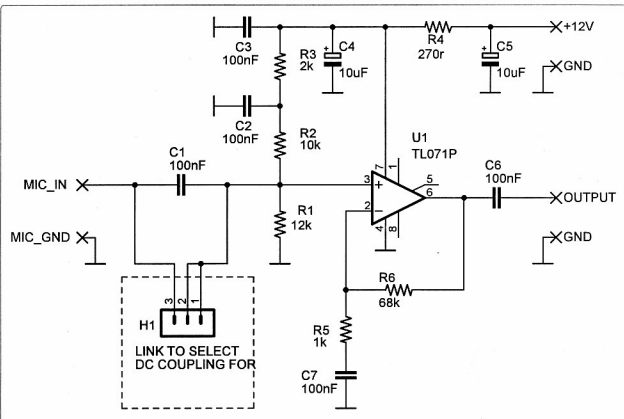 C3
100nF
R3
2k
C4
+
10uF
R4
270r
C5
+
10uF
+12V
GND
C2
100nF
R2
10k
U1
TL071P
7
1
C1
100nF
MIC_IN
3
+
5
6
2
−
4
8
C6
100nF
OUTPUT
R1
12k
MIC_GND
GND
R6
68k
3
2
1
H1
LINK TO SELECT
DC COUPLING FOR
R5
1k
C7
100nF